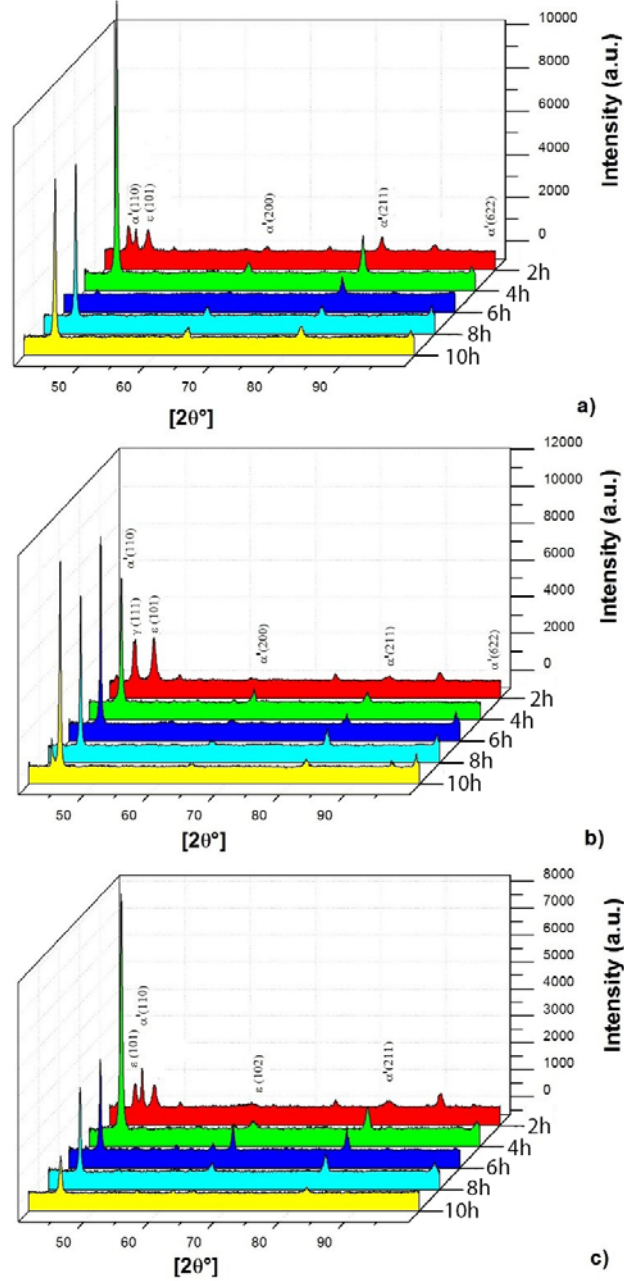 10000
8000
6000
4000
2000
0
Intensity (a.u.)
α'(110)
ε (101)
α'(200)
α'(211)
α'(622)
2h
4h
6h
8h
10h
50 60 70 80 90
[2θ°]
a)
12000
10000
8000
6000
4000
2000
0
Intensity (a.u.)
α'(110)
γ (111)
ε (101)
α'(200)
α'(211)
α'(622)
2h
4h
6h
8h
10h
50 60 70 80 90
[2θ°]
b)
8000
7000
6000
5000
4000
3000
2000
1000
0
Intensity (a.u.)
ε (101)
α'(110)
ε (102)
α'(211)
2h
4h
6h
8h
10h
50 60 70 80 90
[2θ°]
c)